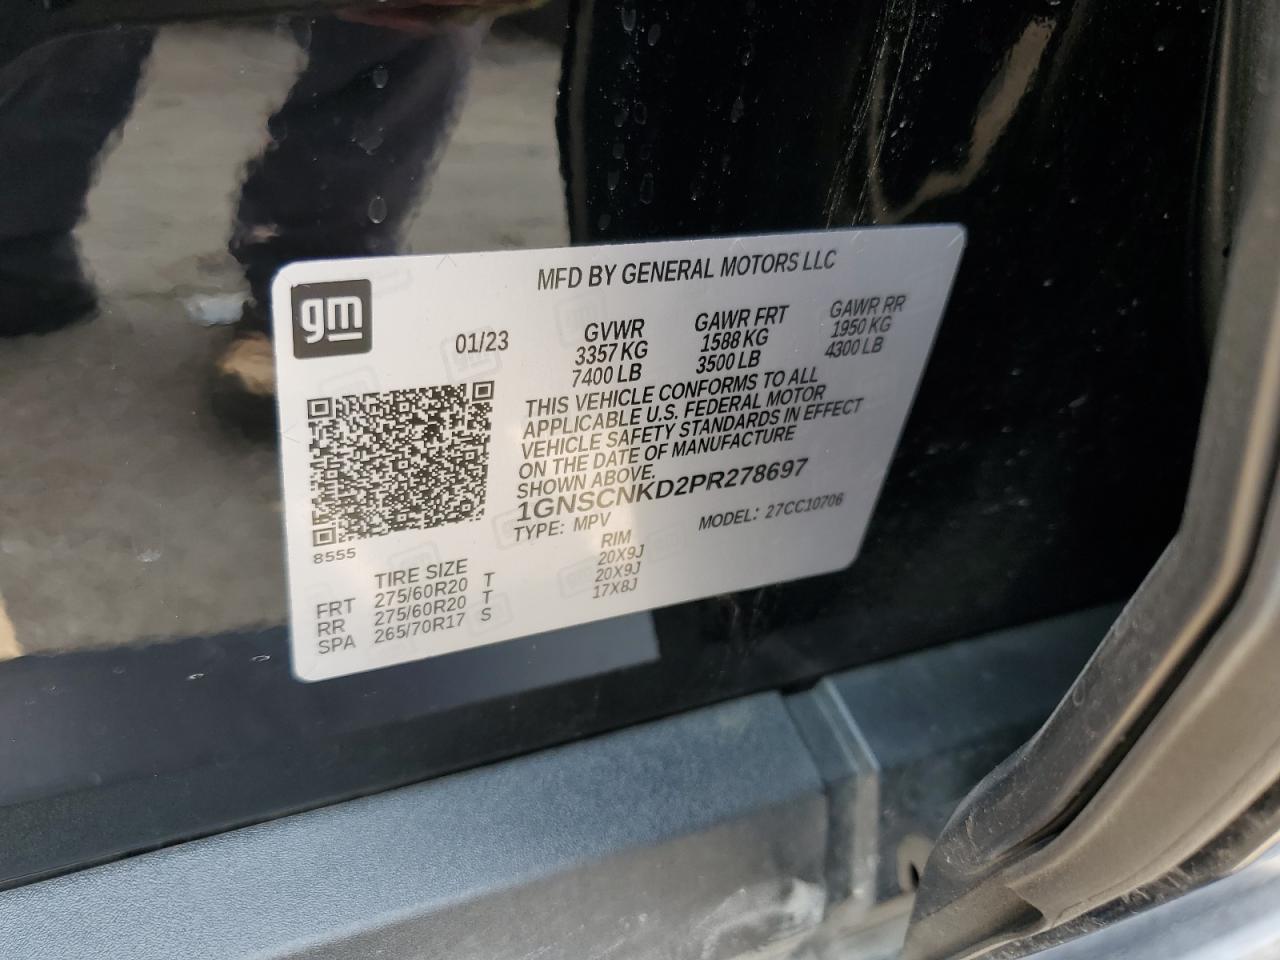 MFD BY GENERAL MOTORS LLC
gm
01/23
GVWR
3357 KG
7400 LB
GAWR FRT
1588 KG
3500 LB
GAWR RR
1950 KG
4300 LB
THIS VEHICLE CONFORMS TO ALL
APPLICABLE U.S. FEDERAL MOTOR
VEHICLE SAFETY STANDARDS IN EFFECT
ON THE DATE OF MANUFACTURE
SHOWN ABOVE.
1GNSCNKD2PR278697
TYPE: MPV
MODEL: 27CC10706
8555
TIRE SIZE RIM
FRT 275/60R20 T 20X9J
RR 275/60R20 T 20X9J
SPA 265/70R17 S 17X8J